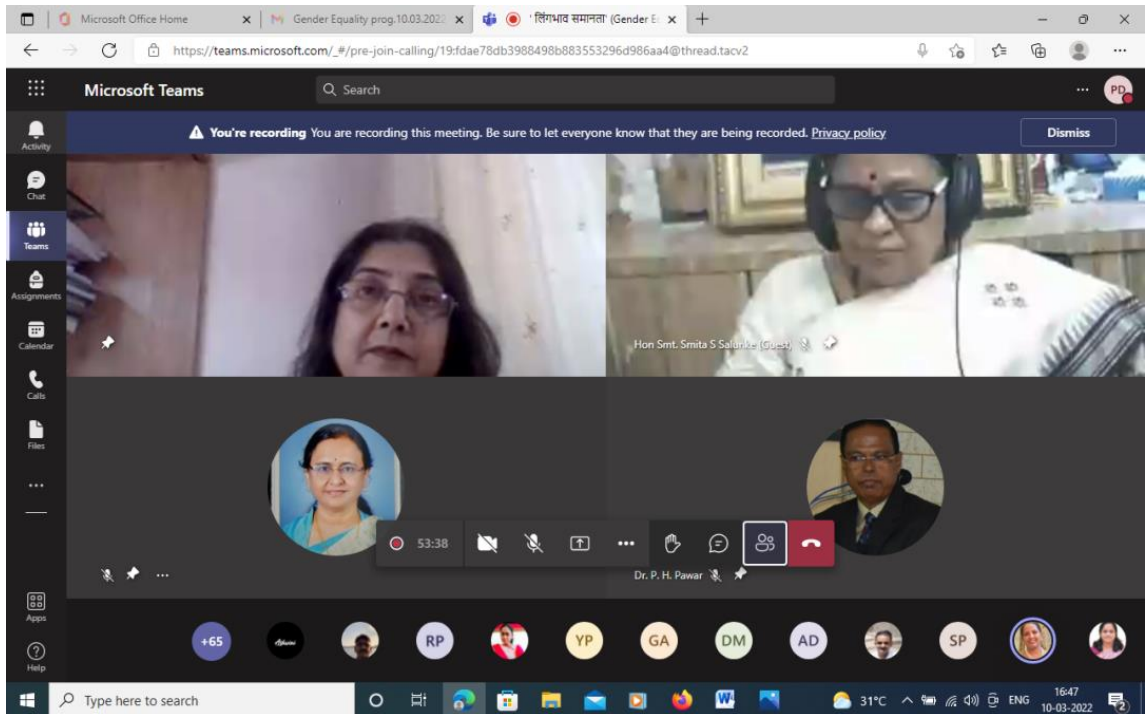 Microsoft Office Home
Gender Equality prog.10.03.2022
' लिंगभाव समानता' (Gender E
https://teams.microsoft.com/_#/pre-join-calling/19:fdae78db3988498b883553296d986aa4@thread.tacv2
Microsoft Teams
Search
PD
Activity
You're recording You are recording this meeting. Be sure to let everyone know that they are being recorded. Privacy policy
Dismiss
Chat
Teams
Assignments
Calendar
Calls
Files
Hon Smt. Smita S Salunke (Guest)
53:38
Dr. P. H. Pawar
Apps
Help
+65
RP
YP
GA
DM
AD
SP
Type here to search
31°C
ENG
16:47
10-03-2022